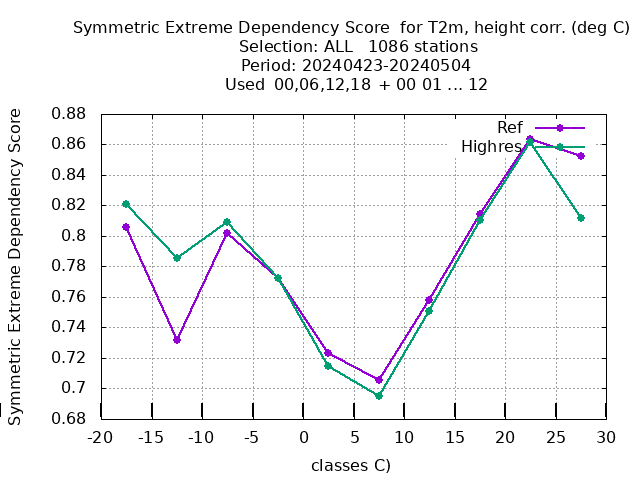 Symmetric Extreme Dependency Score for T2m, height corr. (deg C)
Selection: ALL 1086 stations
Period: 20240423-20240504
Used 00,06,12,18 + 00 01 ... 12
Symmetric Extreme Dependency Score
0.88
0.86
0.84
0.82
0.8
0.78
0.76
0.74
0.72
0.7
0.68
Ref
Highres
-20 -15 -10 -5 0 5 10 15 20 25 30
classes C)